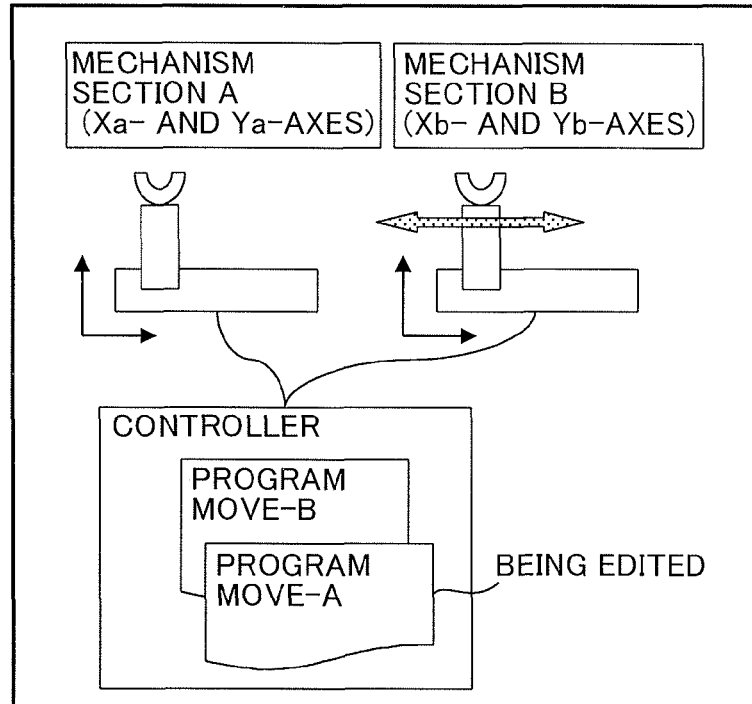 MECHANISM
SECTION A
(Xa- AND Ya-AXES)
MECHANISM
SECTION B
(Xb- AND Yb-AXES)
CONTROLLER
PROGRAM
MOVE-B
PROGRAM
MOVE-A
BEING EDITED